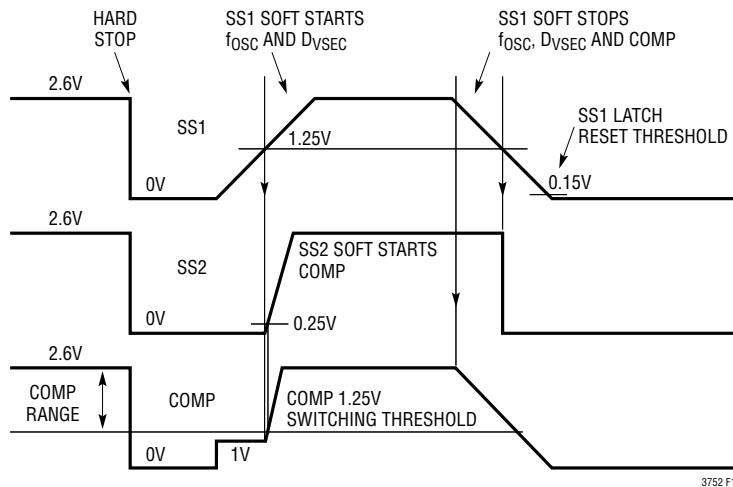 HARD
STOP
SS1 SOFT STARTS
fOSC AND DVSEC
SS1 SOFT STOPS
fOSC, DVSEC AND COMP
2.6V
SS1
1.25V
SS1 LATCH
RESET THRESHOLD
0V
0.15V
2.6V
SS2
SS2 SOFT STARTS
COMP
0V
0.25V
2.6V
COMP
RANGE
COMP
COMP 1.25V
SWITCHING THRESHOLD
0V
1V